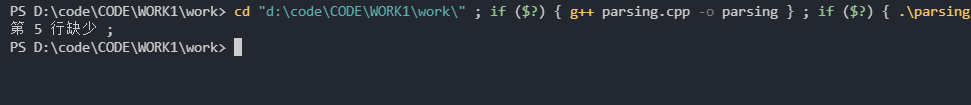 PS D:\code\CODE\WORK1\work> cd "d:\code\CODE\WORK1\work\" ; if ($?) { g++ parsing.cpp -o parsing } ; if ($?) { .\parsing
第 5 行缺少 ;
PS D:\code\CODE\WORK1\work>